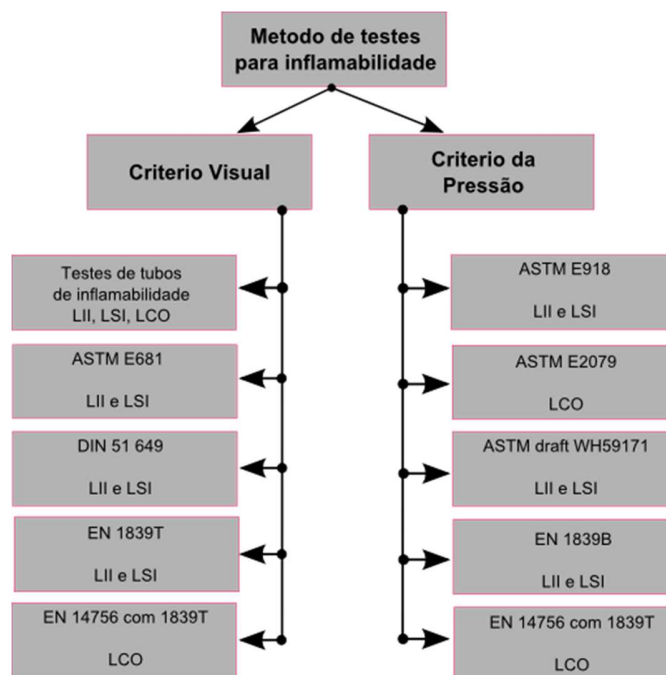 Metodo de testes
para inflamabilidade
Criterio Visual
Testes de tubos
de inflamabilidade
LII, LSI, LCO
ASTM E681
LII e LSI
DIN 51 649
LII e LSI
EN 1839T
LII e LSI
EN 14756 com 1839T
LCO
Criterio da
Pressão
ASTM E918
LII e LSI
ASTM E2079
LCO
ASTM draft WH59171
LII e LSI
EN 1839B
LII e LSI
EN 14756 com 1839T
LCO